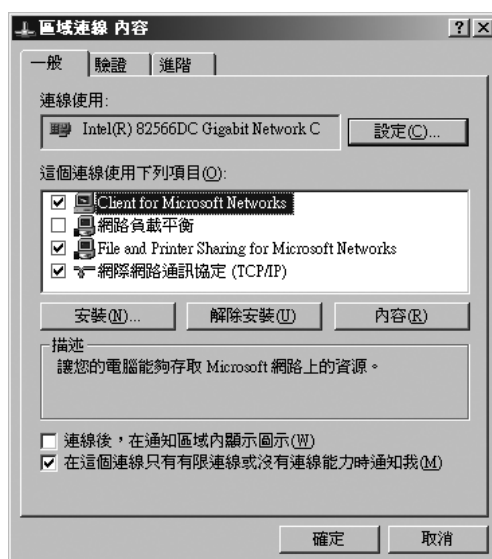 區域連線 內容
一般
驗證
進階
連線使用:
Intel(R) 82566DC Gigabit Network C
設定(C)...
這個連線使用下列項目(O):
Client for Microsoft Networks
網路負載平衡
File and Printer Sharing for Microsoft Networks
網際網路通訊協定 (TCP/IP)
安裝(N)...
解除安裝(U)
內容(R)
描述
讓您的電腦能夠存取 Microsoft 網路上的資源。
連線後，在通知區域內顯示圖示(W)
在這個連線只有有限連線或沒有連線能力時通知我(M)
確定
取消